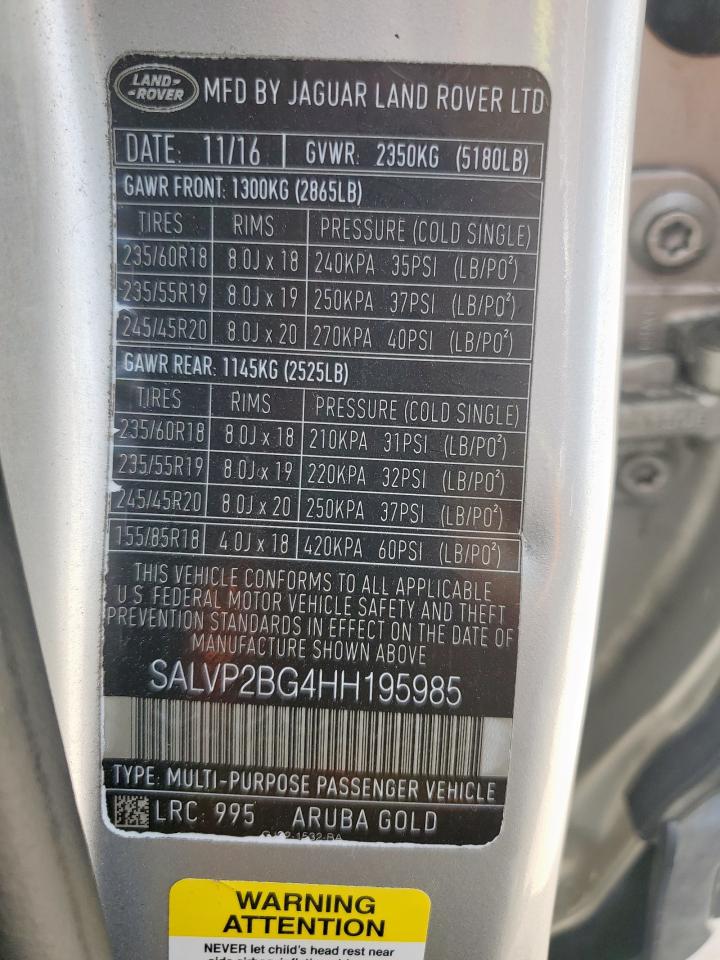 LAND-
-ROVER
MFD BY JAGUAR LAND ROVER LTD
DATE: 11/16 GVWR: 2350KG (5180LB)
GAWR FRONT: 1300KG (2865LB)
TIRES RIMS PRESSURE (COLD SINGLE)
235/60R18 8.0J x 18 240KPA 35PSI (LB/PO²)
235/55R19 8.0J x 19 250KPA 37PSI (LB/PO²)
245/45R20 8.0J x 20 270KPA 40PSI (LB/PO²)
GAWR REAR: 1145KG (2525LB)
TIRES RIMS PRESSURE (COLD SINGLE)
235/60R18 8.0J x 18 210KPA 31PSI (LB/PO²)
235/55R19 8.0J x 19 220KPA 32PSI (LB/PO²)
245/45R20 8.0J x 20 250KPA 37PSI (LB/PO²)
155/85R18 4.0J x 18 420KPA 60PSI (LB/PO²)
THIS VEHICLE CONFORMS TO ALL APPLICABLE
U.S. FEDERAL MOTOR VEHICLE SAFETY AND THEFT
PREVENTION STANDARDS IN EFFECT ON THE DATE OF
MANUFACTURE SHOWN ABOVE
SALVP2BG4HH195985
TYPE: MULTI-PURPOSE PASSENGER VEHICLE
LRC: 995 ARUBA GOLD
WARNING
ATTENTION
NEVER let child's head rest near